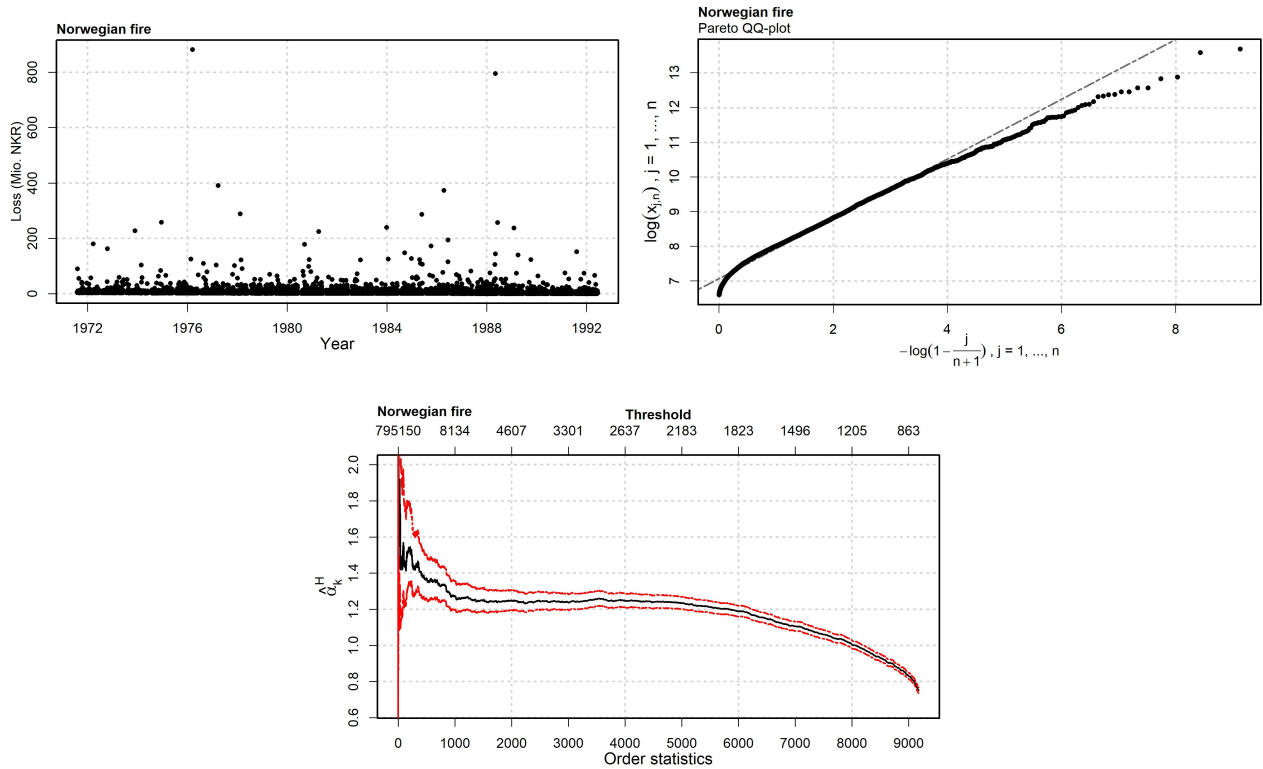 Norwegian fire
Loss (Mio. NKR)
800
600
400
200
0
1972 1976 1980 1984 1988 1992
Year
Norwegian fire
Pareto QQ-plot
log(x_{j,n}) , j = 1, ..., n
13
12
11
10
9
8
7
0 2 4 6 8
−log(1−j/(n+1)) , j = 1, ..., n
Norwegian fire
Threshold
795150 8134 4607 3301 2637 2183 1823 1496 1205 863
α̂_k^H
2.0
1.8
1.6
1.4
1.2
1.0
0.8
0.6
0 1000 2000 3000 4000 5000 6000 7000 8000 9000
Order statistics